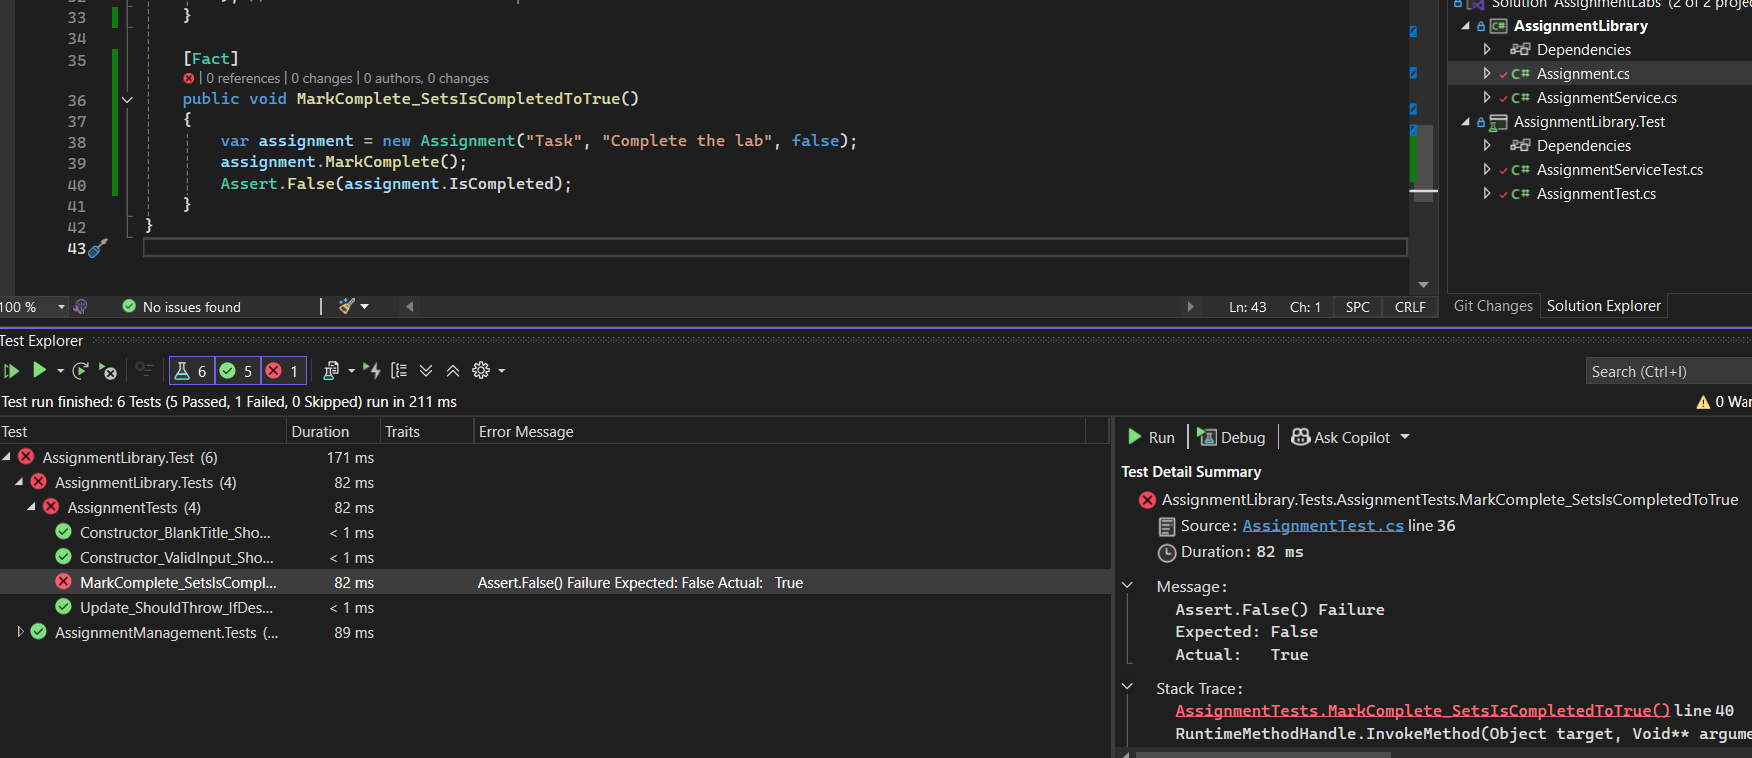 33 }
34
35 [Fact]
| 0 references | 0 changes | 0 authors, 0 changes
36 public void MarkComplete_SetsIsCompletedToTrue()
37 {
38 var assignment = new Assignment("Task", "Complete the lab", false);
39 assignment.MarkComplete();
40 Assert.False(assignment.IsCompleted);
41 }
42 }
43
Solution 'AssignmentLabs' (2 of 2 projec
AssignmentLibrary
Dependencies
C# Assignment.cs
C# AssignmentService.cs
AssignmentLibrary.Test
Dependencies
C# AssignmentServiceTest.cs
C# AssignmentTest.cs
100 % No issues found Ln: 43 Ch: 1 SPC CRLF
Git Changes Solution Explorer
Test Explorer
6 5 1
Search (Ctrl+I)
Test run finished: 6 Tests (5 Passed, 1 Failed, 0 Skipped) run in 211 ms
0 War
Test Duration Traits Error Message
AssignmentLibrary.Test (6) 171 ms
AssignmentLibrary.Tests (4) 82 ms
AssignmentTests (4) 82 ms
Constructor_BlankTitle_Sho... < 1 ms
Constructor_ValidInput_Sho... < 1 ms
MarkComplete_SetsIsCompl... 82 ms Assert.False() Failure Expected: False Actual: True
Update_ShouldThrow_IfDes... < 1 ms
AssignmentManagement.Tests (... 89 ms
Run Debug Ask Copilot
Test Detail Summary
AssignmentLibrary.Tests.AssignmentTests.MarkComplete_SetsIsCompletedToTrue
Source: AssignmentTest.cs line 36
Duration: 82 ms
Message:
Assert.False() Failure
Expected: False
Actual: True
Stack Trace:
AssignmentTests.MarkComplete_SetsIsCompletedToTrue() line 40
RuntimeMethodHandle.InvokeMethod(Object target, Void** argume